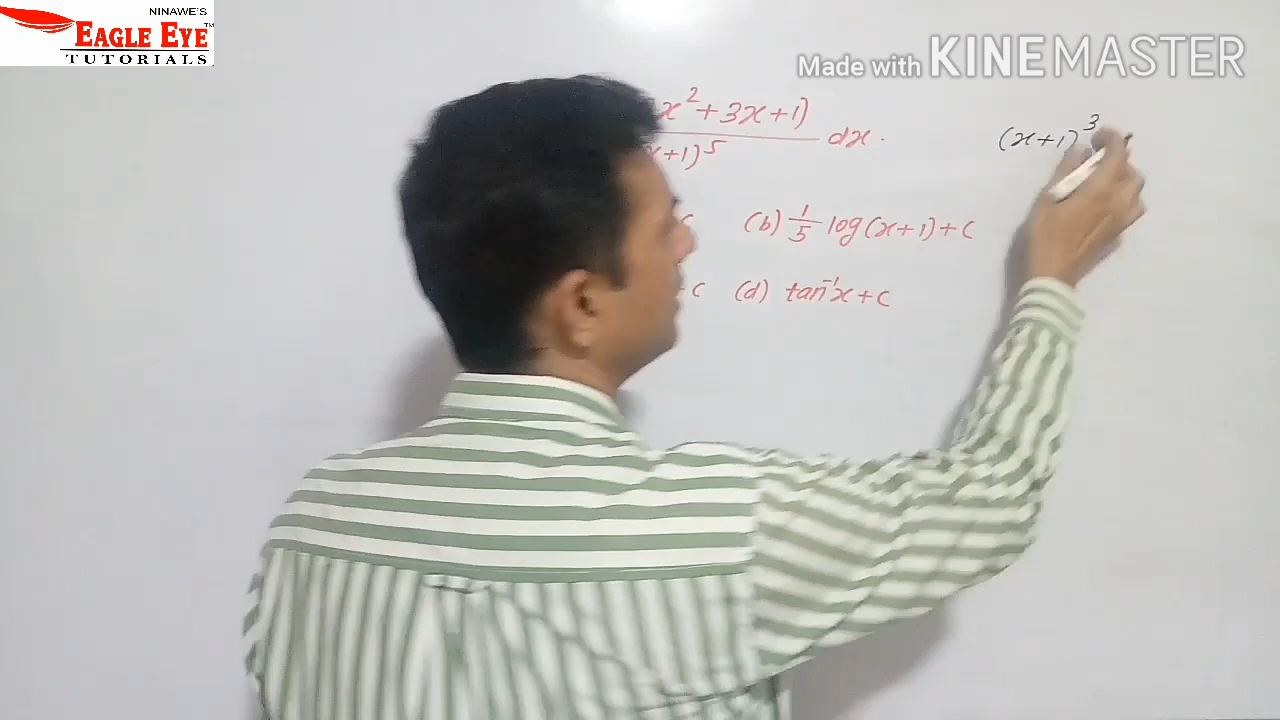 NINAWE'S
EAGLE EYE™
TUTORIALS
Made with KINEMASTER
x²+3x+1) dx.
x+1)⁵
(x+1)³
c (b) 1/5 log(x+1)+c
+c (d) tan⁻¹x+c